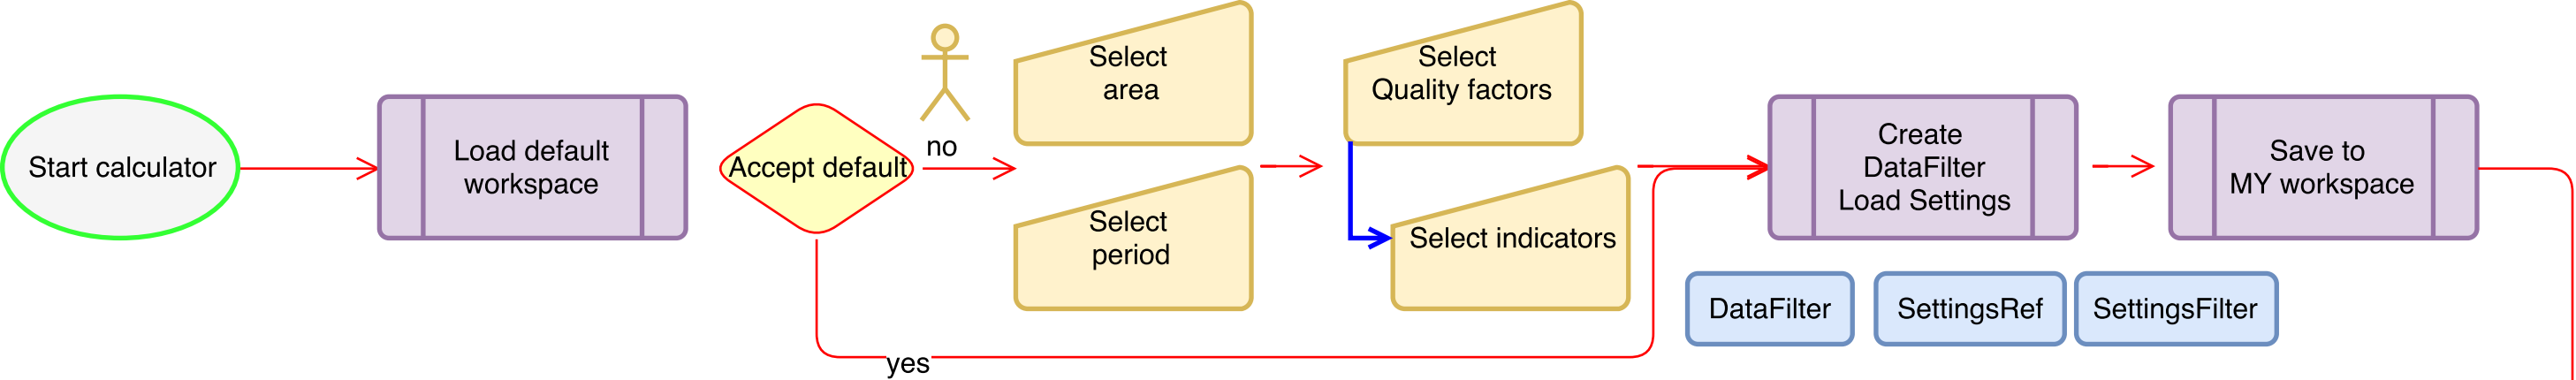 Start calculator
Load default
workspace
Accept default
no
yes
Select
area
Select
period
Select
Quality factors
Select indicators
Create
DataFilter
Load Settings
Save to
MY workspace
DataFilter
SettingsRef
SettingsFilter